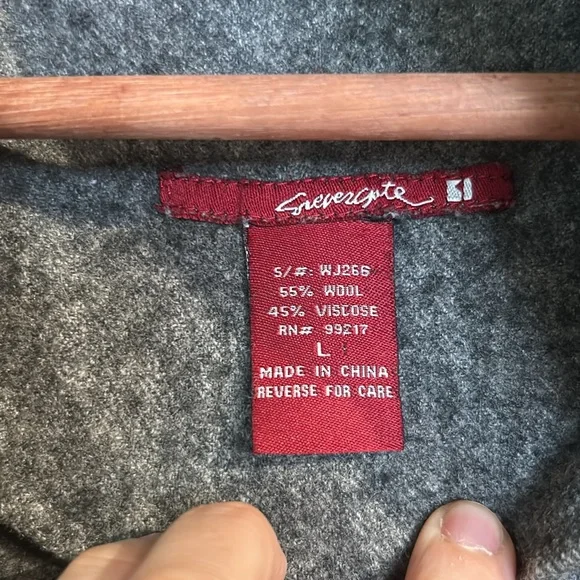 S/#: WJ266
55% WOOL
45% VISCOSE
RN# 99217
L
MADE IN CHINA
REVERSE FOR CARE